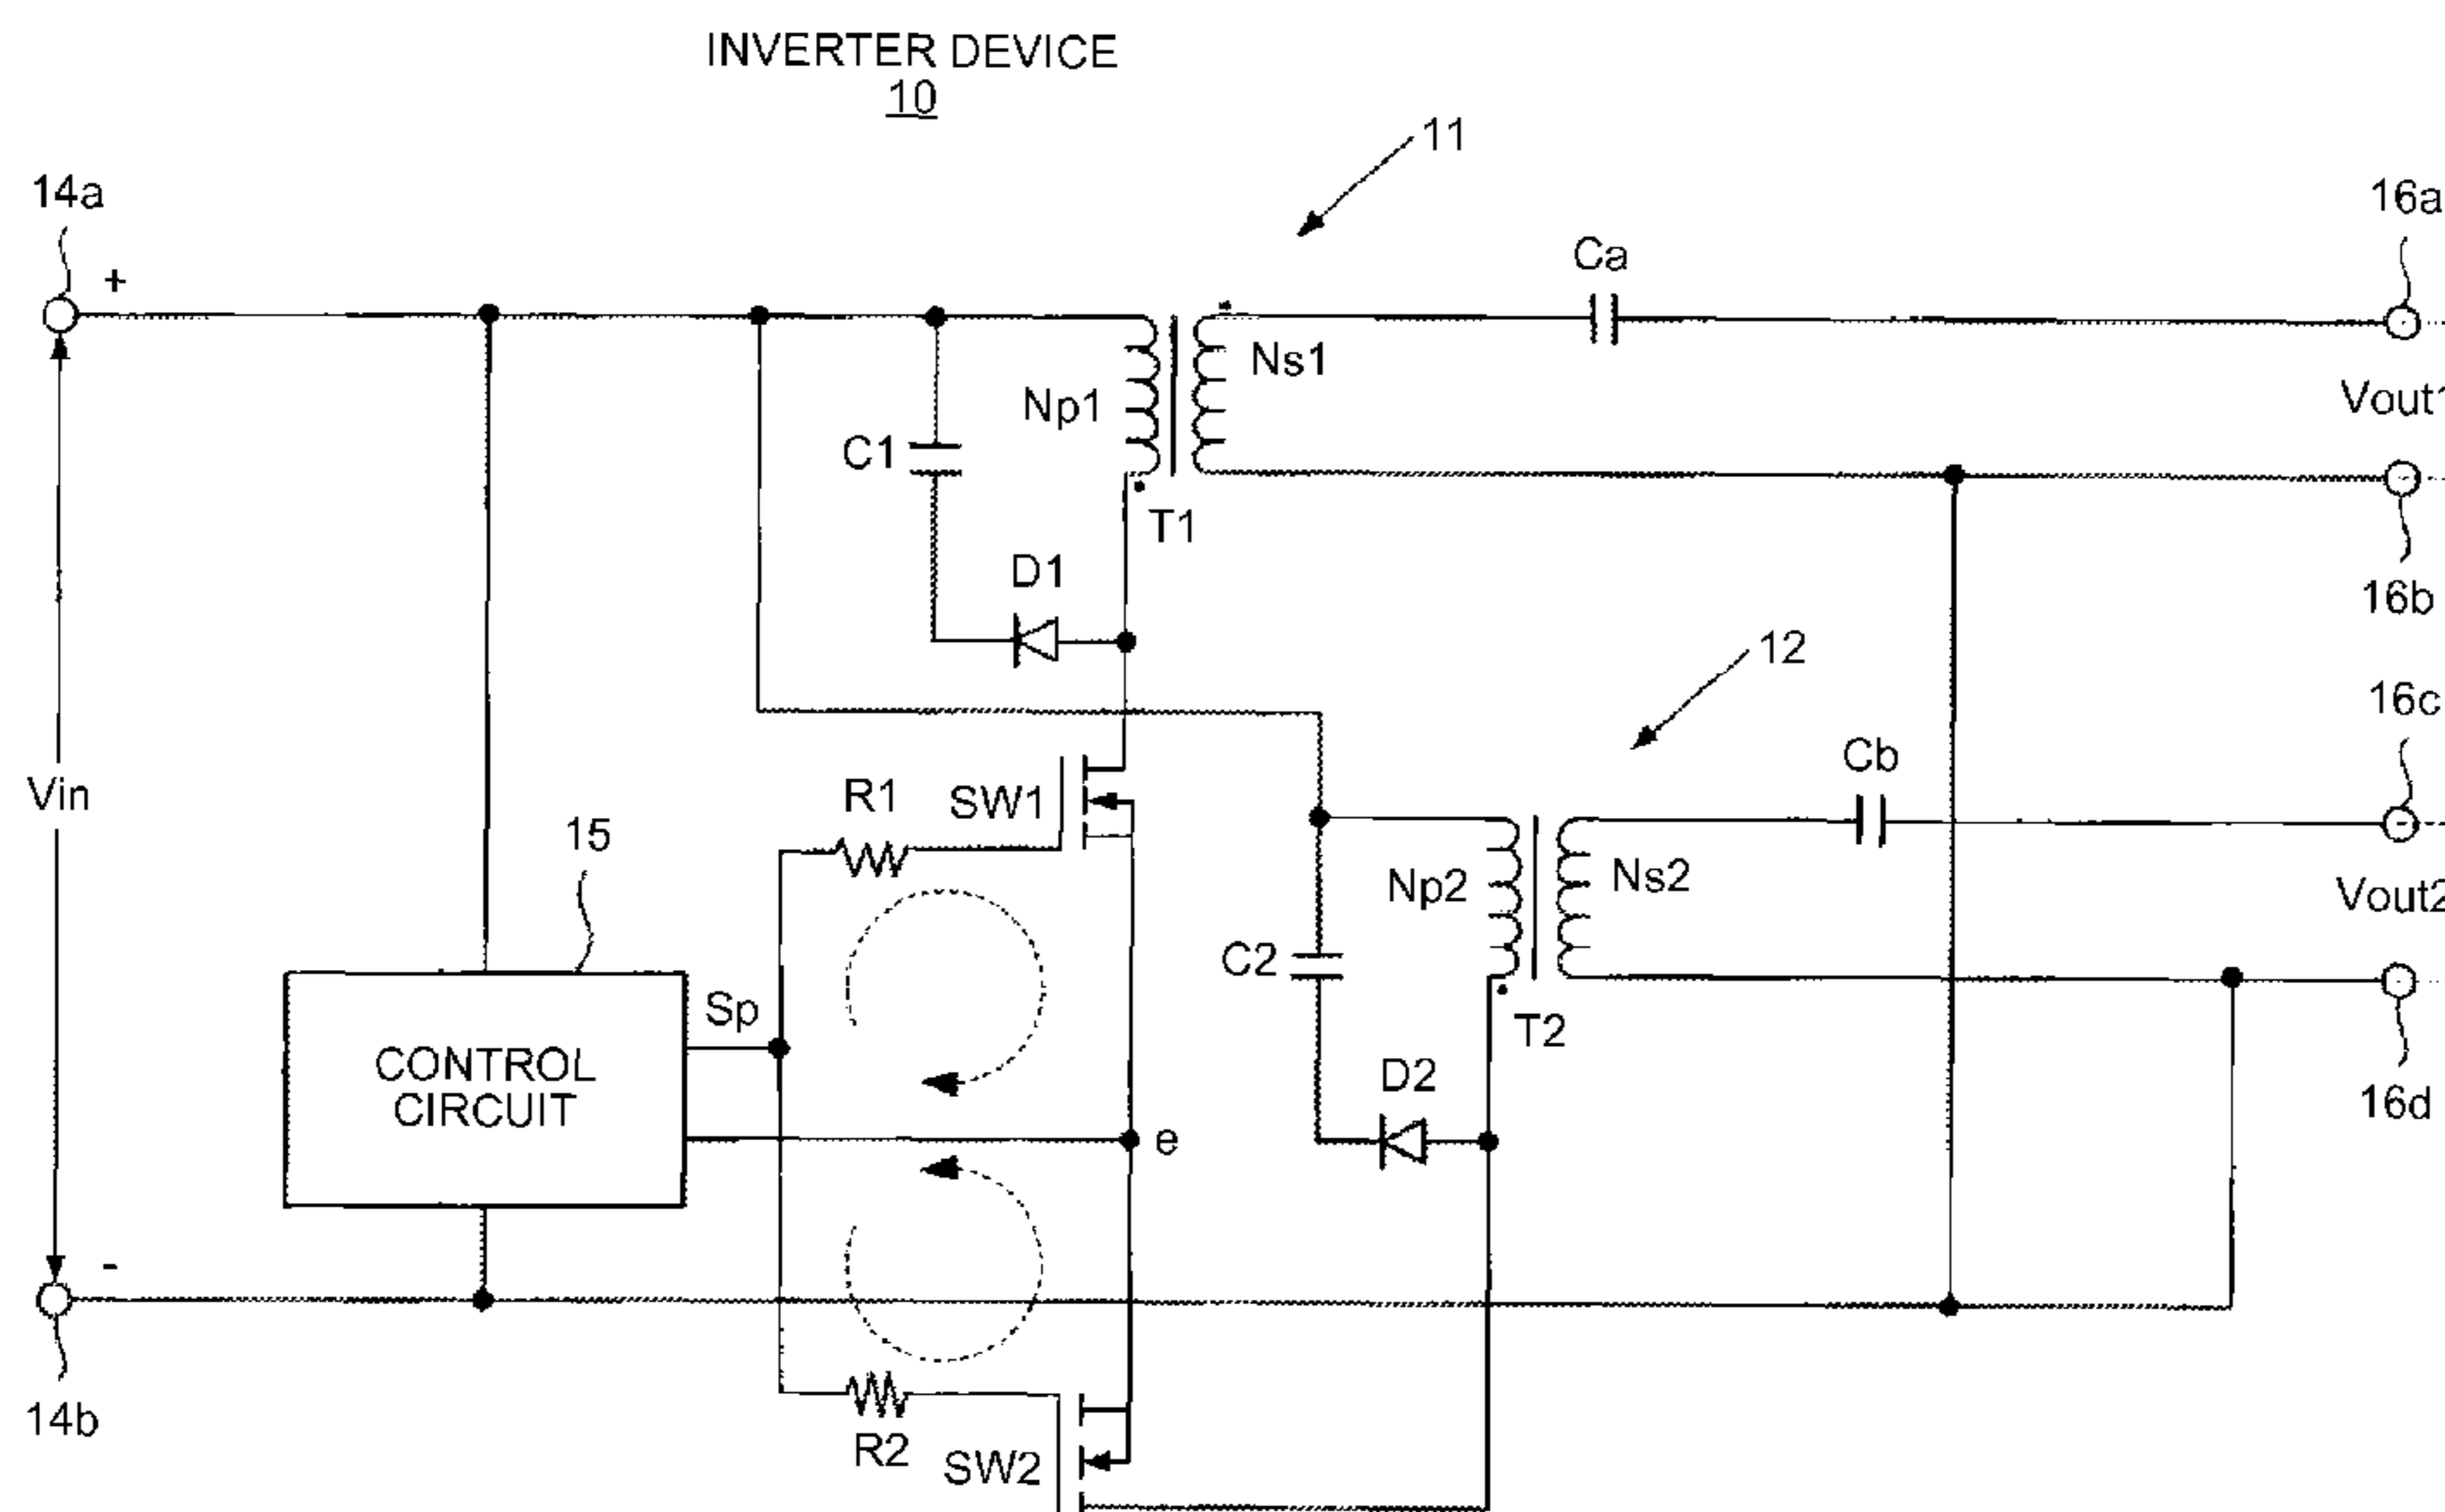 INVERTER DEVICE
10
11
14a
16a
+
Ca
Ns1
Np1
Vout1
C1
T1
D1
16b
12
16c
Cb
Vin
R1
SW1
15
Np2
Ns2
Vout2
C2
Sp
T2
CONTROL
CIRCUIT
D2
16d
e
-
14b
R2
SW2